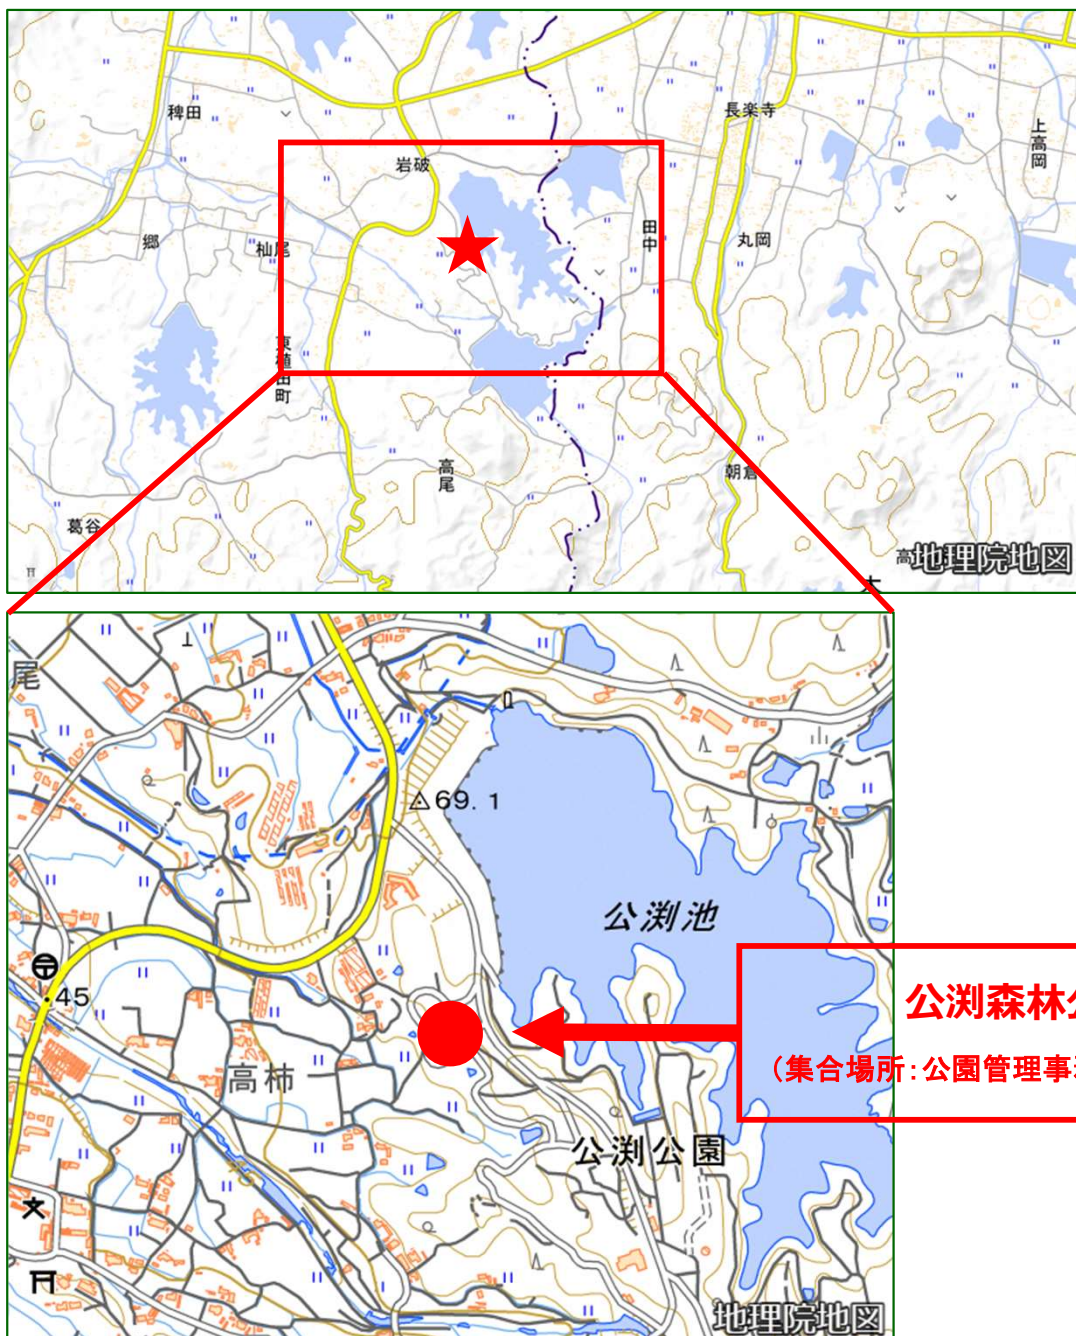 稗田
長楽寺
上高岡
岩破
郷
杣尾
田中
丸岡
東植田町
高尾
朝倉
葛谷
高
地理院地図
尾
69.1
公渕池
45
公渕森林
高柿
(集合場所:公園管理事
公渕公園
地理院地図